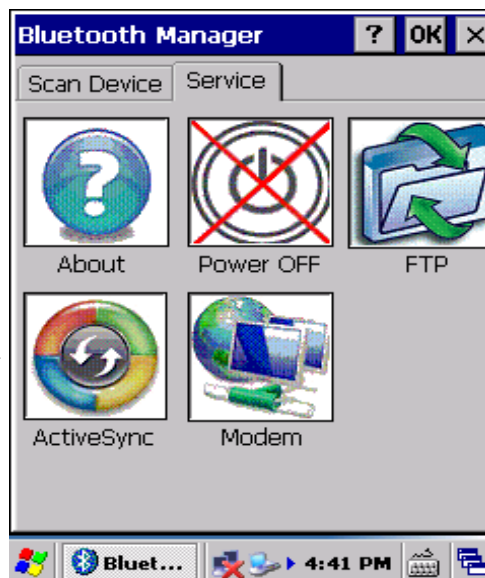 Bluetooth Manager ? OK ×
Scan Device Service
About Power OFF FTP
ActiveSync Modem
Bluet... 4:41 PM